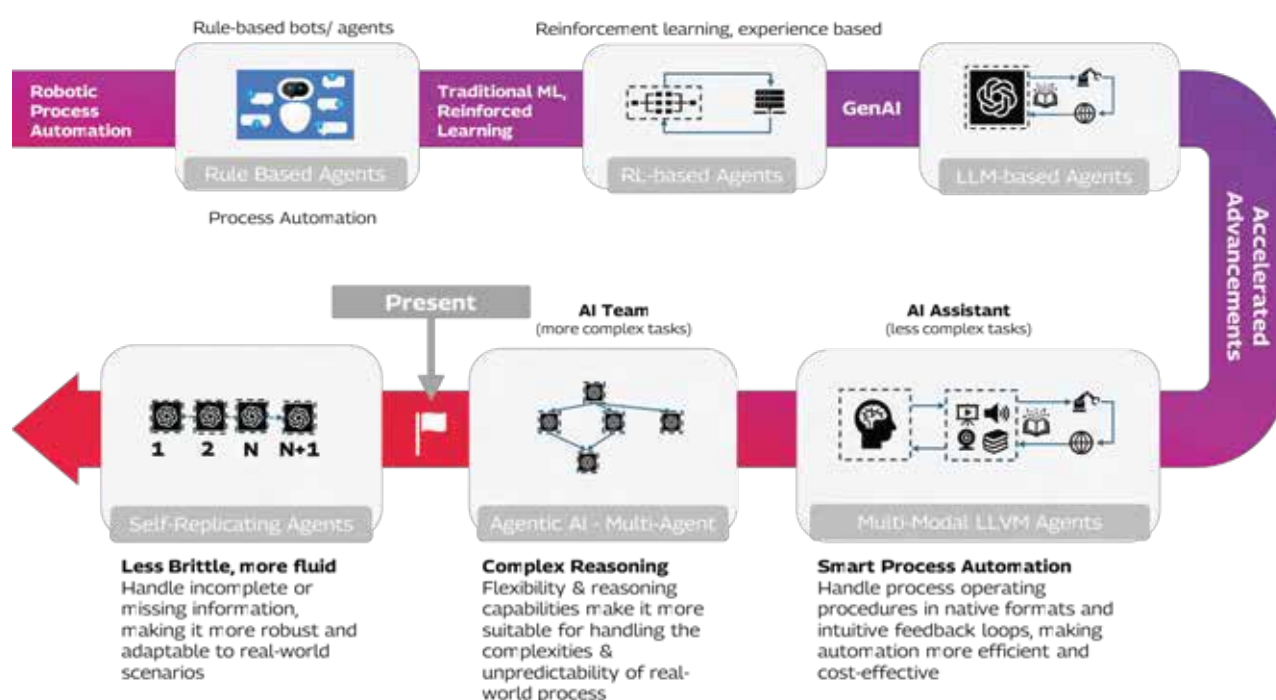 Rule-based bots/ agents
Reinforcement learning, experience based
Robotic
Process
Automation
Rule Based Agents
Traditional ML,
Reinforced
Learning
RL-based Agents
GenAI
LLM-based Agents
Process Automation
Accelerated
Advancements
Present
AI Team
(more complex tasks)
AI Assistant
(less complex tasks)
1 2 N N+1
Self-Replicating Agents
Agentic AI - Multi-Agent
Multi-Modal LLVM Agents
Less Brittle, more fluid
Handle incomplete or
missing information,
making it more robust and
adaptable to real-world
scenarios
Complex Reasoning
Flexibility & reasoning
capabilities make it more
suitable for handling the
complexities &
unpredictability of real-
world process
Smart Process Automation
Handle process operating
procedures in native formats and
intuitive feedback loops, making
automation more efficient and
cost-effective